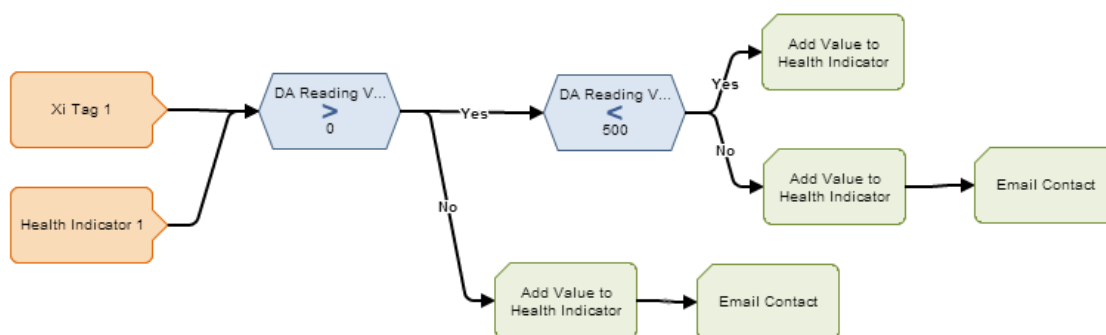 Xi Tag 1
Health Indicator 1
DA Reading V...
>
0
Yes
No
DA Reading V...
<
500
Yes
No
Add Value to
Health Indicator
Add Value to
Health Indicator
Email Contact
Add Value to
Health Indicator
Email Contact